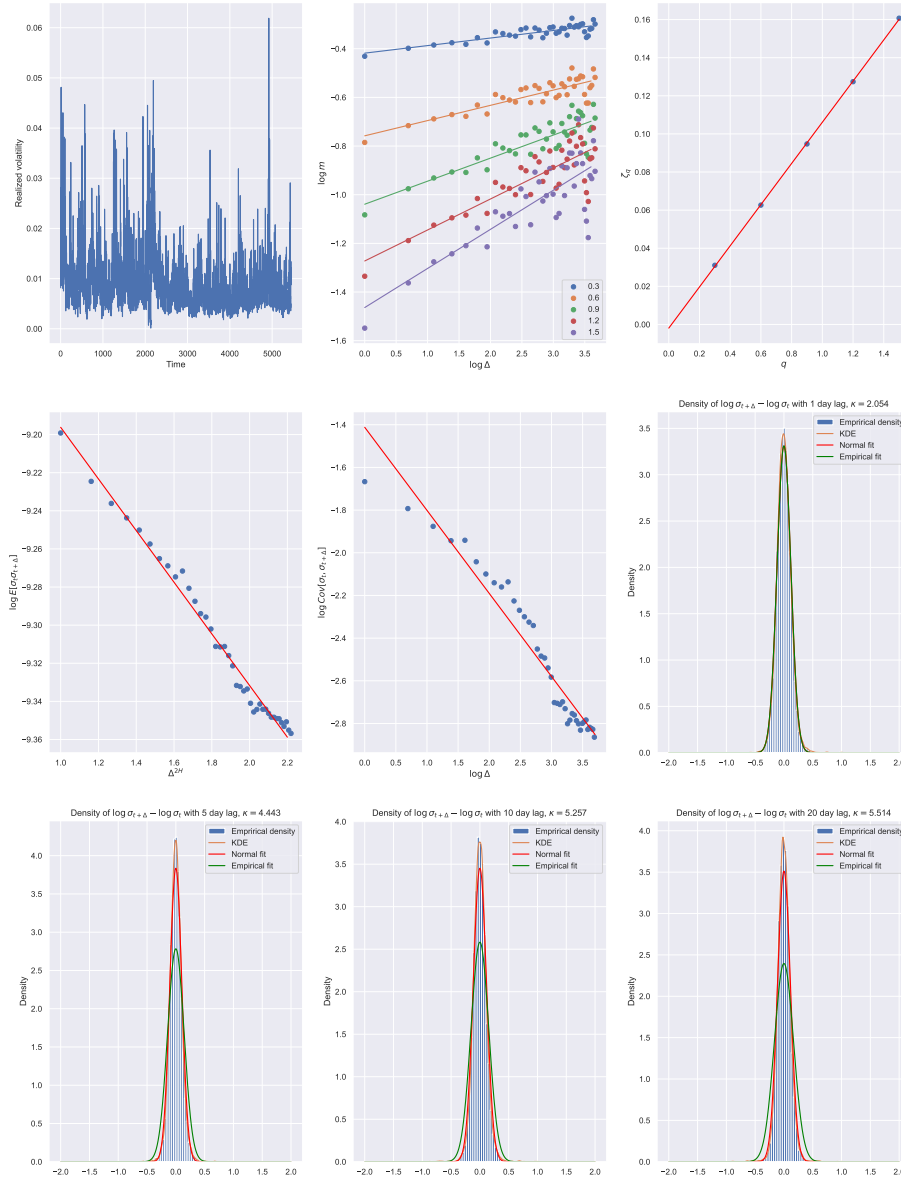 0.06
0.05
0.04
0.03
0.02
0.01
0.00
Realized volatility
0 1000 2000 3000 4000 5000
Time
−0.4
−0.6
−0.8
−1.0
−1.2
−1.4
−1.6
log m
0.3
0.6
0.9
1.2
1.5
0.0 0.5 1.0 1.5 2.0 2.5 3.0 3.5
log Δ
0.16
0.14
0.12
0.10
0.08
0.06
0.04
0.02
0.00
ζq
0.0 0.2 0.4 0.6 0.8 1.0 1.2 1.4
q
−9.20
−9.22
−9.24
−9.26
−9.28
−9.30
−9.32
−9.34
−9.36
log E[σtσt+Δ]
1.0 1.2 1.4 1.6 1.8 2.0 2.2
Δ2H
−1.4
−1.6
−1.8
−2.0
−2.2
−2.4
−2.6
−2.8
log Cov[σt, σt+Δ]
0.0 0.5 1.0 1.5 2.0 2.5 3.0 3.5
log Δ
Density of log σt+Δ − log σt with 1 day lag, κ = 2.054
Emprirical density
KDE
Normal fit
Empirical fit
3.5
3.0
2.5
2.0
1.5
1.0
0.5
0.0
Density
−2.0 −1.5 −1.0 −0.5 0.0 0.5 1.0 1.5 2.0
Density of log σt+Δ − log σt with 5 day lag, κ = 4.443
Emprirical density
KDE
Normal fit
Empirical fit
4.0
3.5
3.0
2.5
2.0
1.5
1.0
0.5
0.0
Density
−2.0 −1.5 −1.0 −0.5 0.0 0.5 1.0 1.5 2.0
Density of log σt+Δ − log σt with 10 day lag, κ = 5.257
Emprirical density
KDE
Normal fit
Empirical fit
3.5
3.0
2.5
2.0
1.5
1.0
0.5
0.0
Density
−2.0 −1.5 −1.0 −0.5 0.0 0.5 1.0 1.5 2.0
Density of log σt+Δ − log σt with 20 day lag, κ = 5.514
Emprirical density
KDE
Normal fit
Empirical fit
4.0
3.5
3.0
2.5
2.0
1.5
1.0
0.5
0.0
Density
−2.0 −1.5 −1.0 −0.5 0.0 0.5 1.0 1.5 2.0